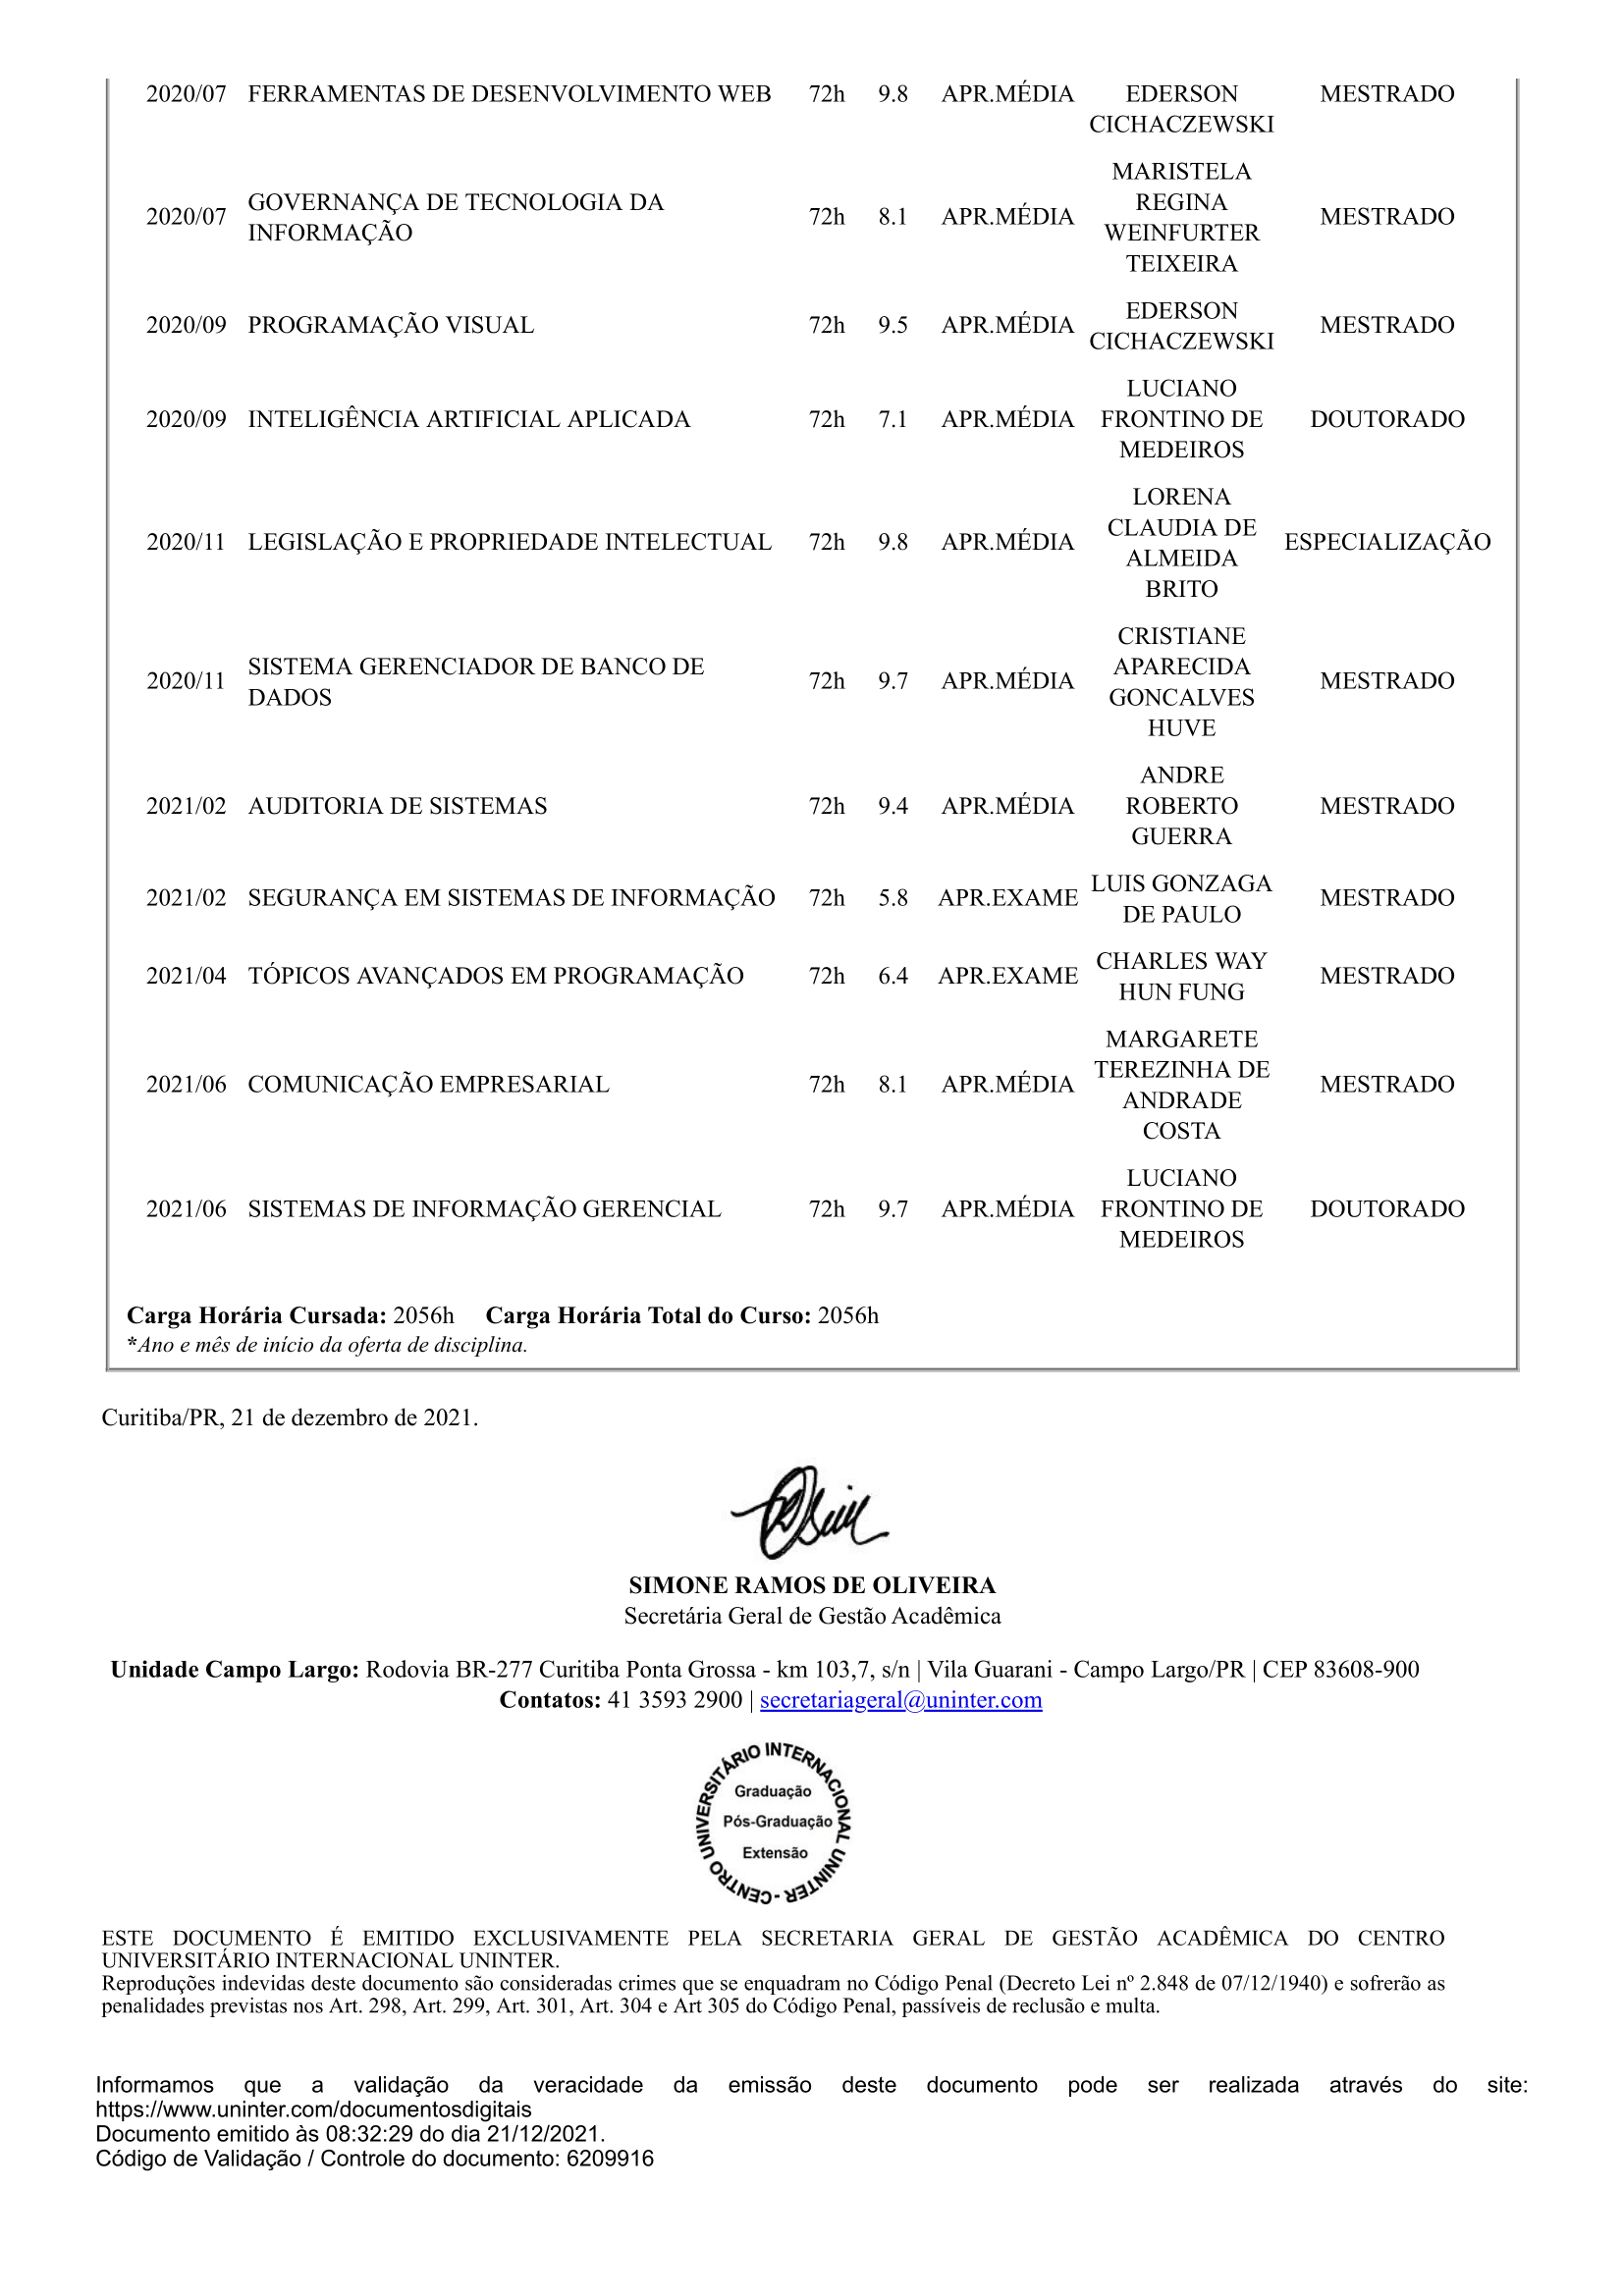 2020/07 FERRAMENTAS DE DESENVOLVIMENTO WEB 72h 9.8 APR.MÉDIA EDERSON CICHACZEWSKI MESTRADO
2020/07 GOVERNANÇA DE TECNOLOGIA DA INFORMAÇÃO 72h 8.1 APR.MÉDIA MARISTELA REGINA WEINFURTER TEIXEIRA MESTRADO
2020/09 PROGRAMAÇÃO VISUAL 72h 9.5 APR.MÉDIA EDERSON CICHACZEWSKI MESTRADO
2020/09 INTELIGÊNCIA ARTIFICIAL APLICADA 72h 7.1 APR.MÉDIA LUCIANO FRONTINO DE MEDEIROS DOUTORADO
2020/11 LEGISLAÇÃO E PROPRIEDADE INTELECTUAL 72h 9.8 APR.MÉDIA LORENA CLAUDIA DE ALMEIDA BRITO ESPECIALIZAÇÃO
2020/11 SISTEMA GERENCIADOR DE BANCO DE DADOS 72h 9.7 APR.MÉDIA CRISTIANE APARECIDA GONCALVES HUVE MESTRADO
2021/02 AUDITORIA DE SISTEMAS 72h 9.4 APR.MÉDIA ANDRE ROBERTO GUERRA MESTRADO
2021/02 SEGURANÇA EM SISTEMAS DE INFORMAÇÃO 72h 5.8 APR.EXAME LUIS GONZAGA DE PAULO MESTRADO
2021/04 TÓPICOS AVANÇADOS EM PROGRAMAÇÃO 72h 6.4 APR.EXAME CHARLES WAY HUN FUNG MESTRADO
2021/06 COMUNICAÇÃO EMPRESARIAL 72h 8.1 APR.MÉDIA MARGARETE TEREZINHA DE ANDRADE COSTA MESTRADO
2021/06 SISTEMAS DE INFORMAÇÃO GERENCIAL 72h 9.7 APR.MÉDIA LUCIANO FRONTINO DE MEDEIROS DOUTORADO
Carga Horária Cursada: 2056h Carga Horária Total do Curso: 2056h
*Ano e mês de início da oferta de disciplina.
Curitiba/PR, 21 de dezembro de 2021.
SIMONE RAMOS DE OLIVEIRA
Secretária Geral de Gestão Acadêmica
Unidade Campo Largo: Rodovia BR-277 Curitiba Ponta Grossa - km 103,7, s/n | Vila Guarani - Campo Largo/PR | CEP 83608-900
Contatos: 41 3593 2900 | secretariageral@uninter.com
CENTRO UNIVERSITÁRIO INTERNACIONAL UNINTER -
Graduação
Pós-Graduação
Extensão
ESTE DOCUMENTO É EMITIDO EXCLUSIVAMENTE PELA SECRETARIA GERAL DE GESTÃO ACADÊMICA DO CENTRO
UNIVERSITÁRIO INTERNACIONAL UNINTER.
Reproduções indevidas deste documento são consideradas crimes que se enquadram no Código Penal (Decreto Lei nº 2.848 de 07/12/1940) e sofrerão as
penalidades previstas nos Art. 298, Art. 299, Art. 301, Art. 304 e Art 305 do Código Penal, passíveis de reclusão e multa.
Informamos que a validação da veracidade da emissão deste documento pode ser realizada através do site:
https://www.uninter.com/documentosdigitais
Documento emitido às 08:32:29 do dia 21/12/2021.
Código de Validação / Controle do documento: 6209916